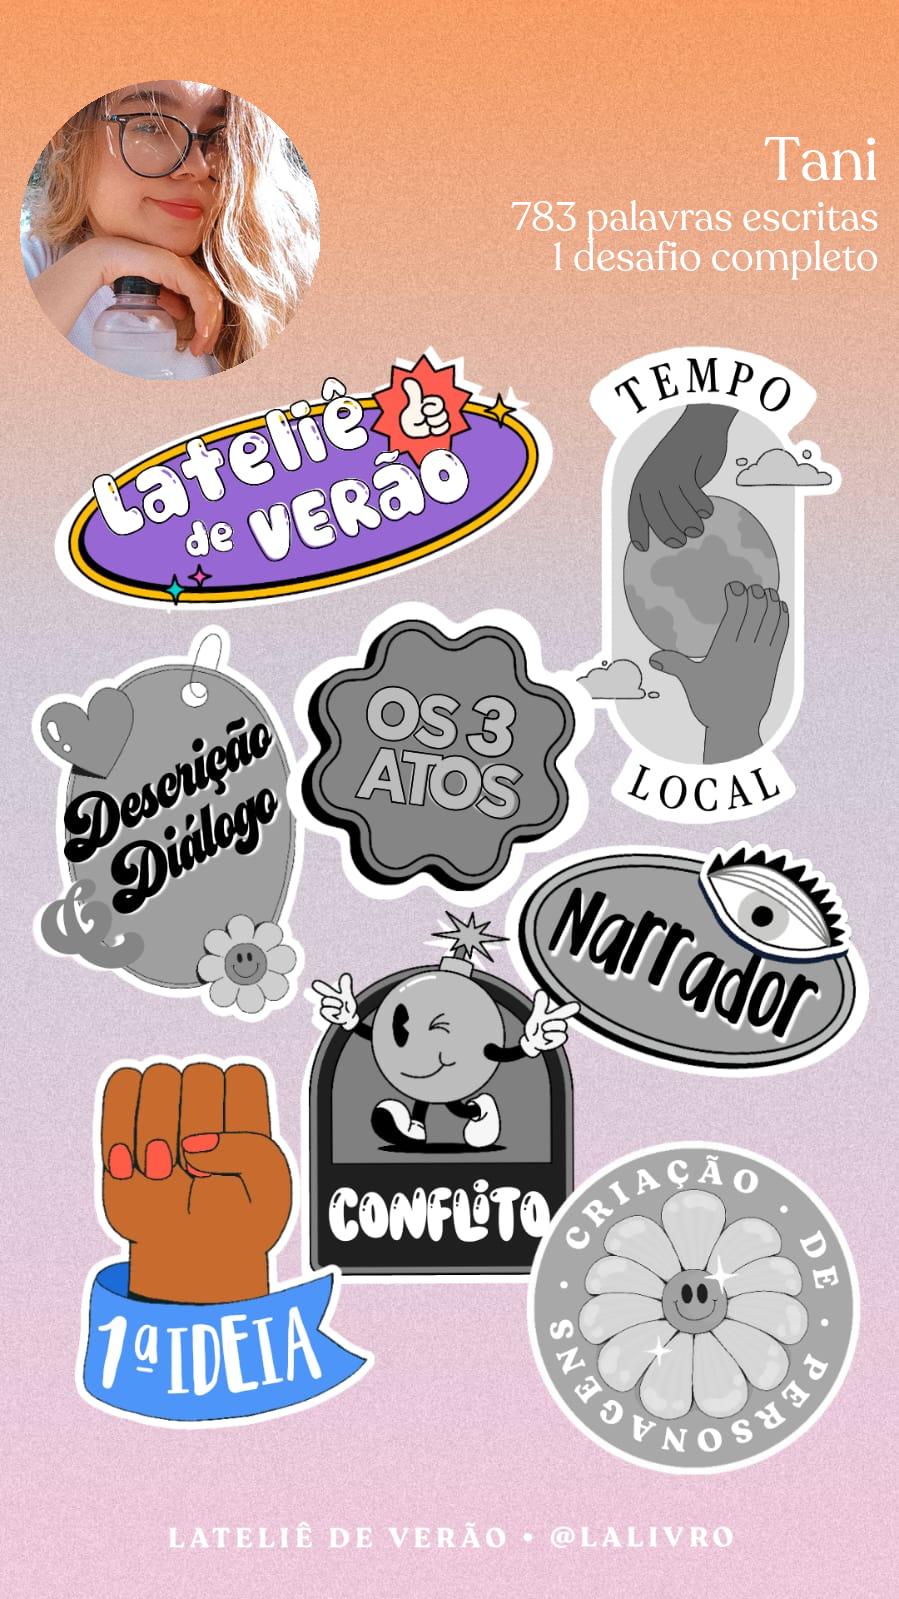 Tani
783 palavras escritas
1 desafio completo
Lateliê
de VERÃO
TEMPO
LOCAL
Descrição
&
Diálogo
OS 3
ATOS
Narrador
CONFLiTO
1ª IDEIA
CRIAÇÃO · DE · PERSONAGENS ·
LATELIÊ DE VERÃO • @LALIVRO